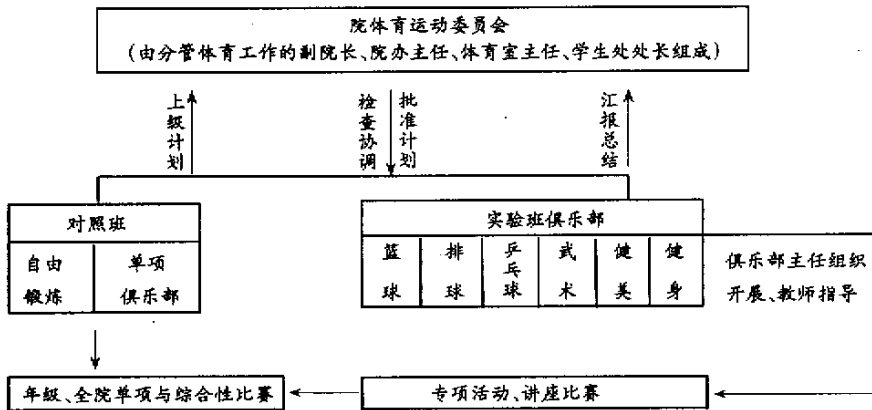 院体育运动委员会
(由分管体育工作的副院长、院办主任、体育室主任、学生处处长组成)
上级计划
检查协调
批准计划
汇报总结
对照班
自由锻炼
单项俱乐部
实验班俱乐部
篮球
排球
乒乓球
武术
健美
健身
俱乐部主任组织
开展、教师指导
年级、全院单项与综合性比赛
专项活动、讲座比赛